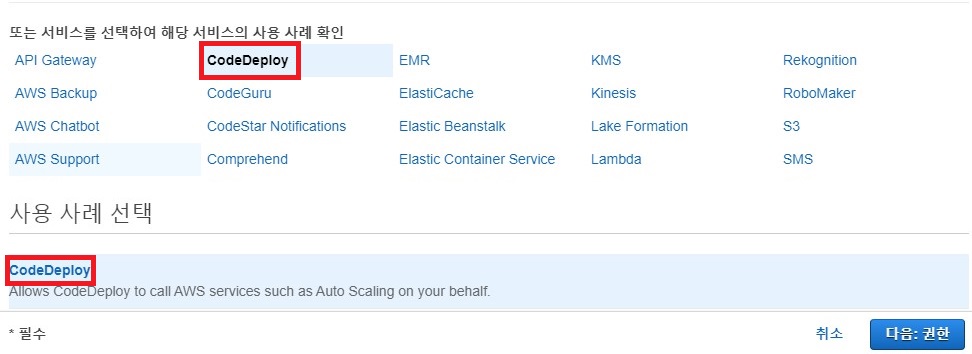 또는 서비스를 선택하여 해당 서비스의 사용 사례 확인
API Gateway CodeDeploy EMR KMS Rekognition
AWS Backup CodeGuru ElastiCache Kinesis RoboMaker
AWS Chatbot CodeStar Notifications Elastic Beanstalk Lake Formation S3
AWS Support Comprehend Elastic Container Service Lambda SMS
사용 사례 선택
CodeDeploy
Allows CodeDeploy to call AWS services such as Auto Scaling on your behalf.
* 필수 취소 다음: 권한